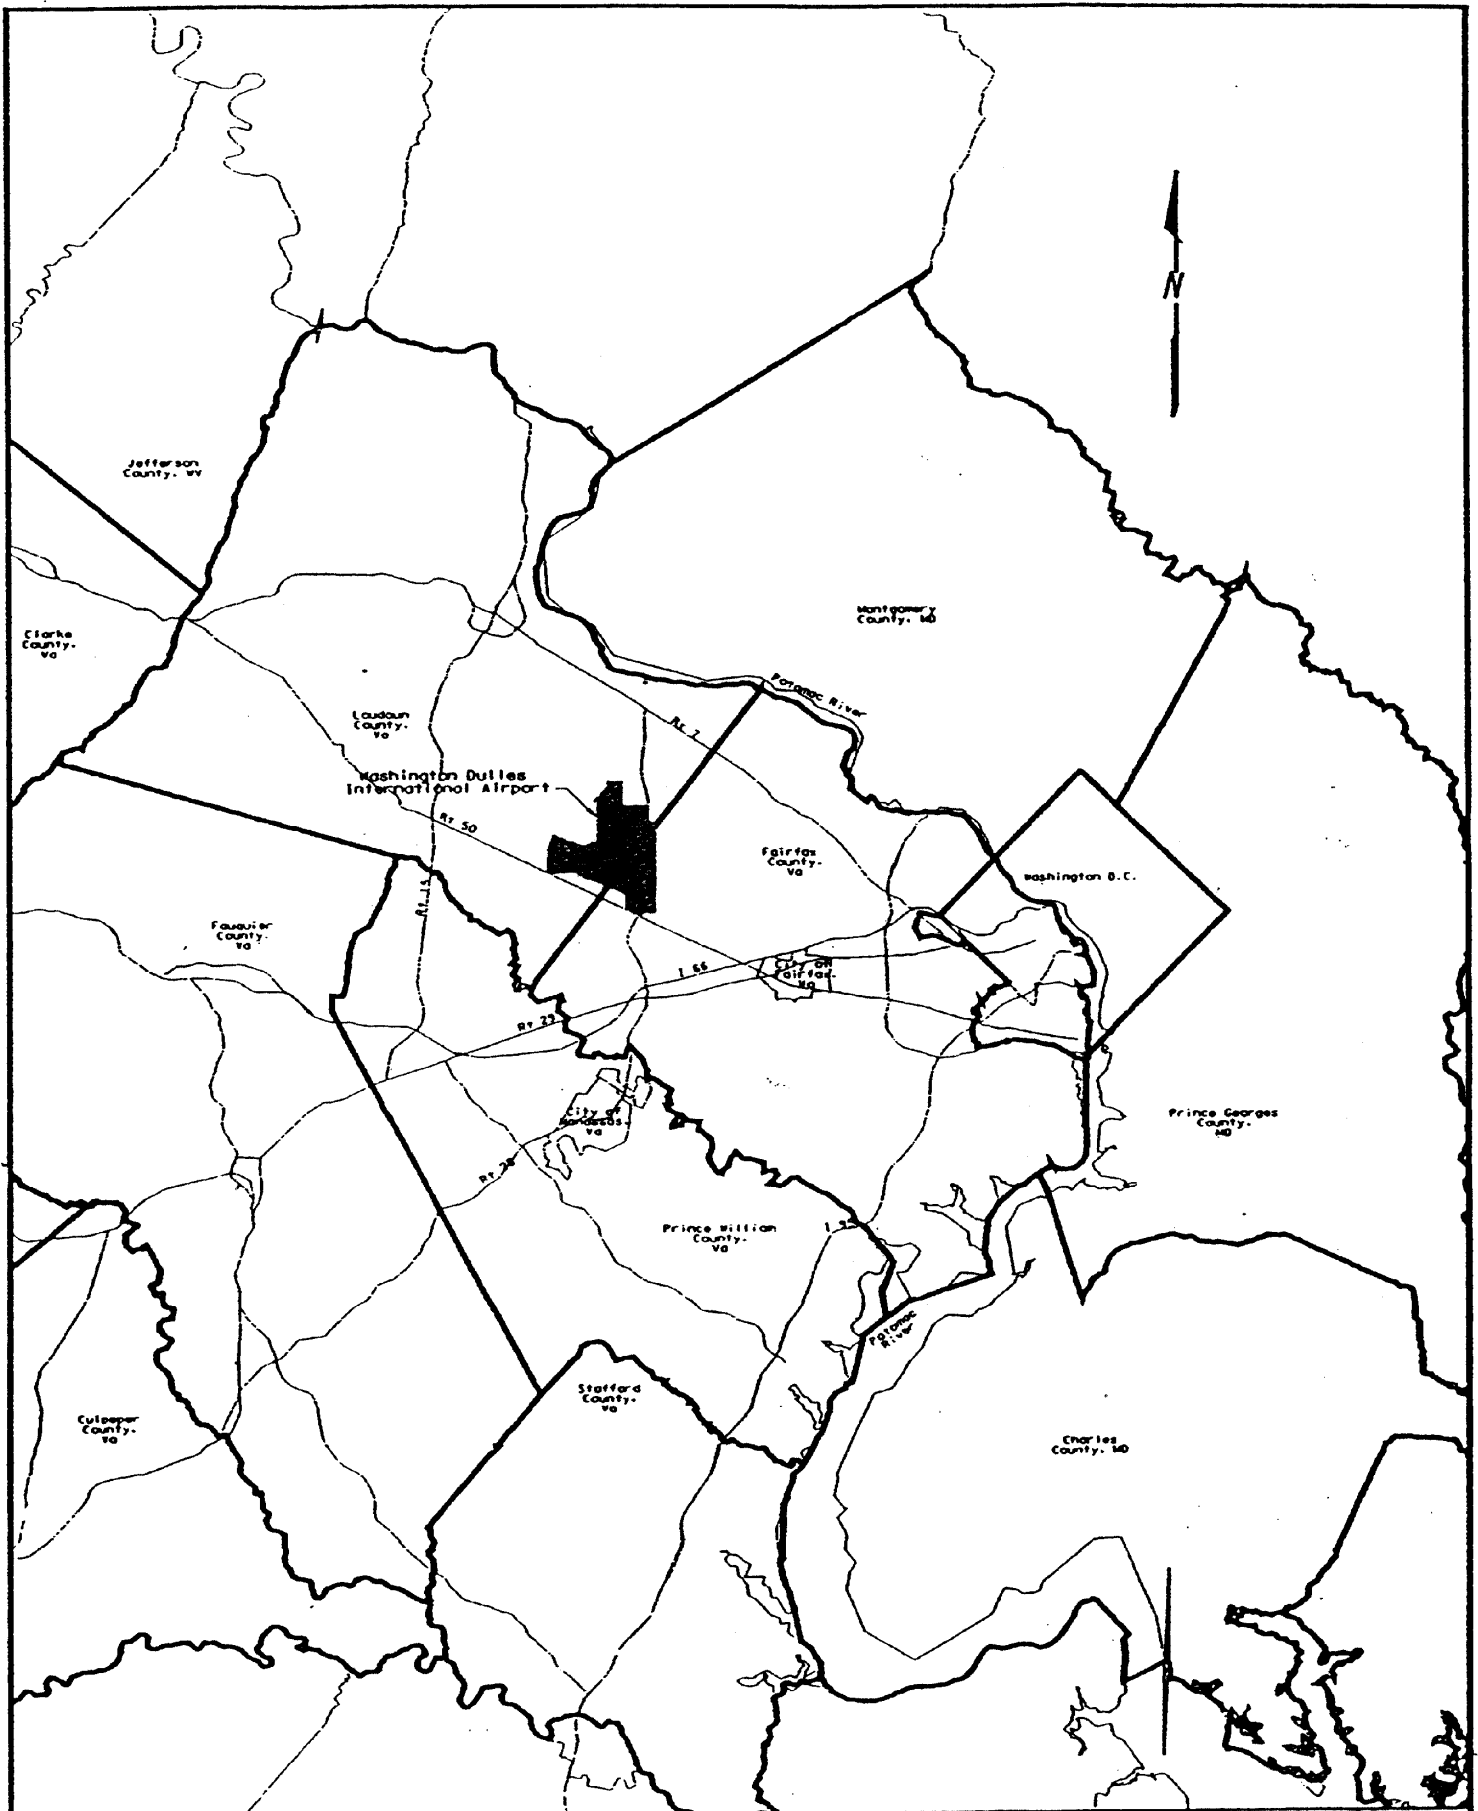 N
Jefferson
County, WV
Montgomery
County, MD
Clarke
County,
Va
Potomac River
Loudoun
County,
Va
Rt 7
Washington Dulles
International Airport
Rt 50
Fairfax
County,
Va
Washington D.C.
Rt 15
Fauquier
County,
Va
I 66
City of
Fairfax,
Va
Rt 29
City of
Manassas,
Va
Prince Georges
County,
MD
Rt 28
Prince William
County,
Va
I 95
Potomac
River
Stafford
County,
Va
Culpeper
County,
Va
Charles
County, MD